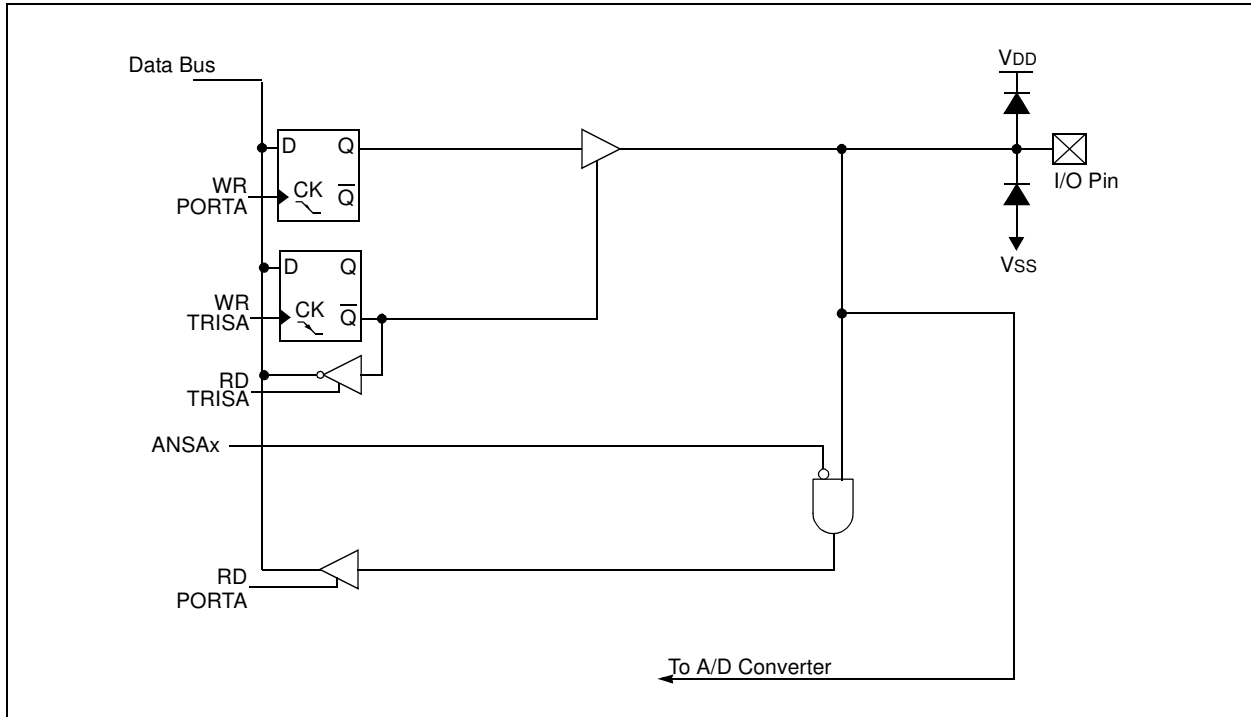 Data Bus
VDD
D Q
WR
PORTA
CK Q
I/O Pin
D Q
VSS
WR
TRISA
CK Q
RD
TRISA
ANSAx
RD
PORTA
To A/D Converter